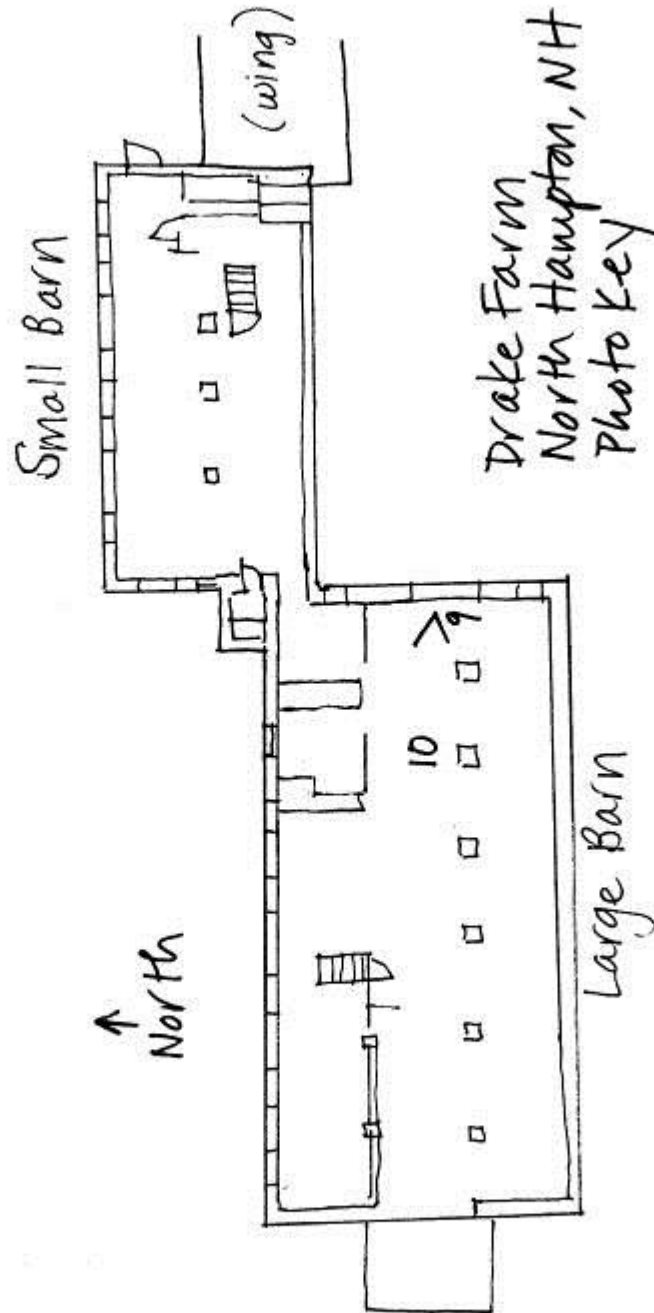 Small Barn
(wing)
↑
North
9
10
Large Barn
Drake Farm
North Hampton, NH
Photo Key